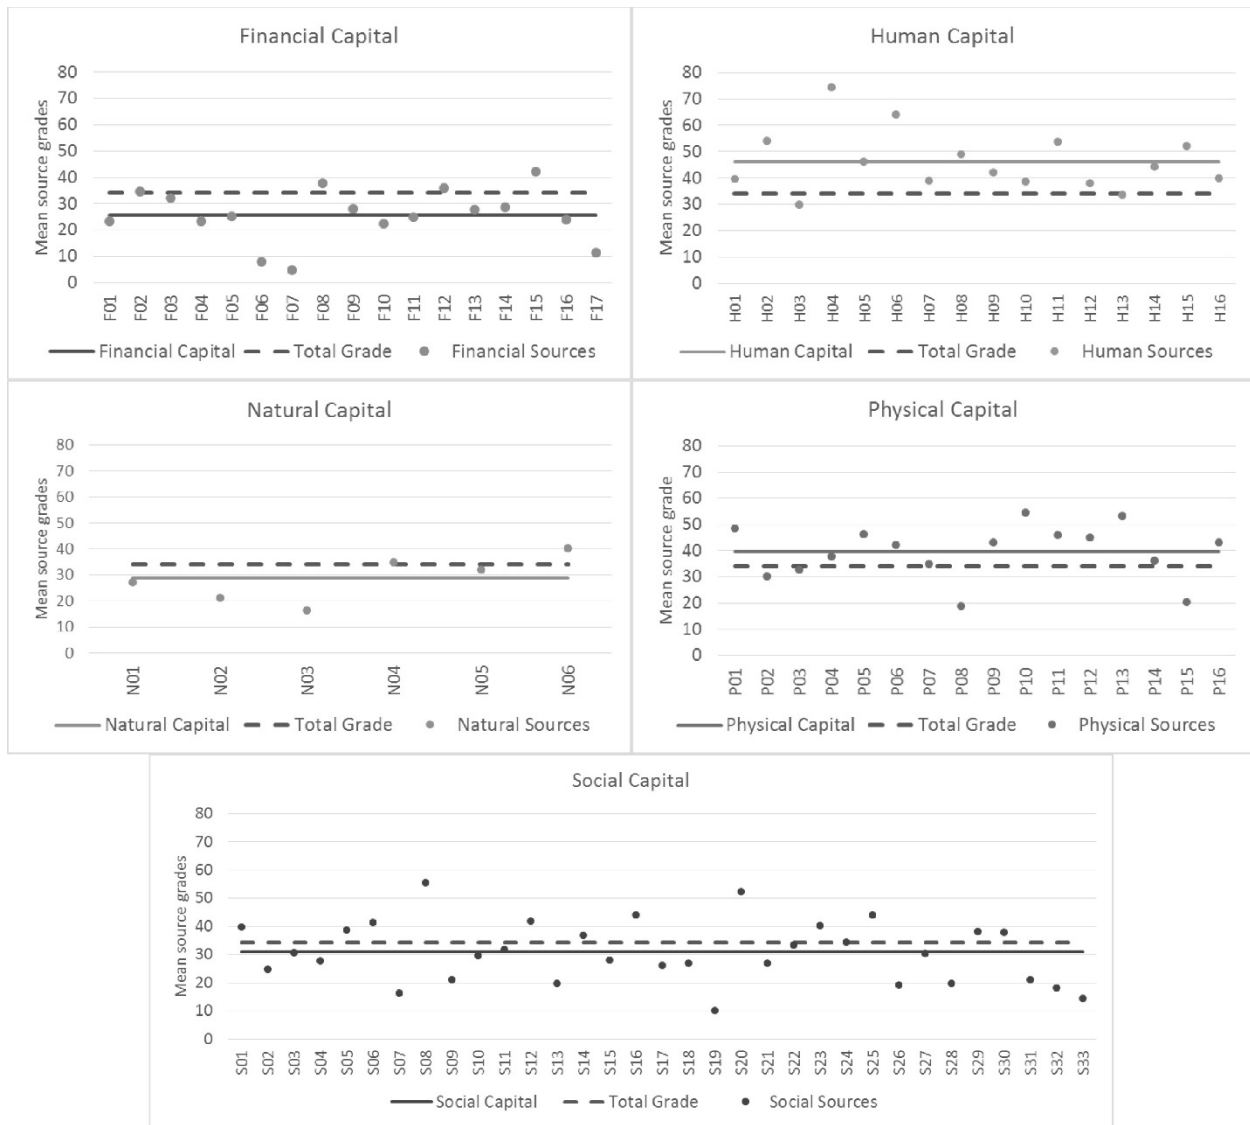 Financial Capital
Mean source grades
80
70
60
50
40
30
20
10
0
F01 F02 F03 F04 F05 F06 F07 F08 F09 F10 F11 F12 F13 F14 F15 F16 F17
Financial Capital Total Grade Financial Sources
Human Capital
Mean source grades
80
70
60
50
40
30
20
10
0
H01 H02 H03 H04 H05 H06 H07 H08 H09 H10 H11 H12 H13 H14 H15 H16
Human Capital Total Grade Human Sources
Natural Capital
Mean source grades
80
70
60
50
40
30
20
10
0
N01 N02 N03 N04 N05 N06
Natural Capital Total Grade Natural Sources
Physical Capital
Mean source grade
80
70
60
50
40
30
20
10
0
P01 P02 P03 P04 P05 P06 P07 P08 P09 P10 P11 P12 P13 P14 P15 P16
Physical Capital Total Grade Physical Sources
Social Capital
Mean source grades
80
70
60
50
40
30
20
10
0
S01 S02 S03 S04 S05 S06 S07 S08 S09 S10 S11 S12 S13 S14 S15 S16 S17 S18 S19 S20 S21 S22 S23 S24 S25 S26 S27 S28 S29 S30 S31 S32 S33
Social Capital Total Grade Social Sources